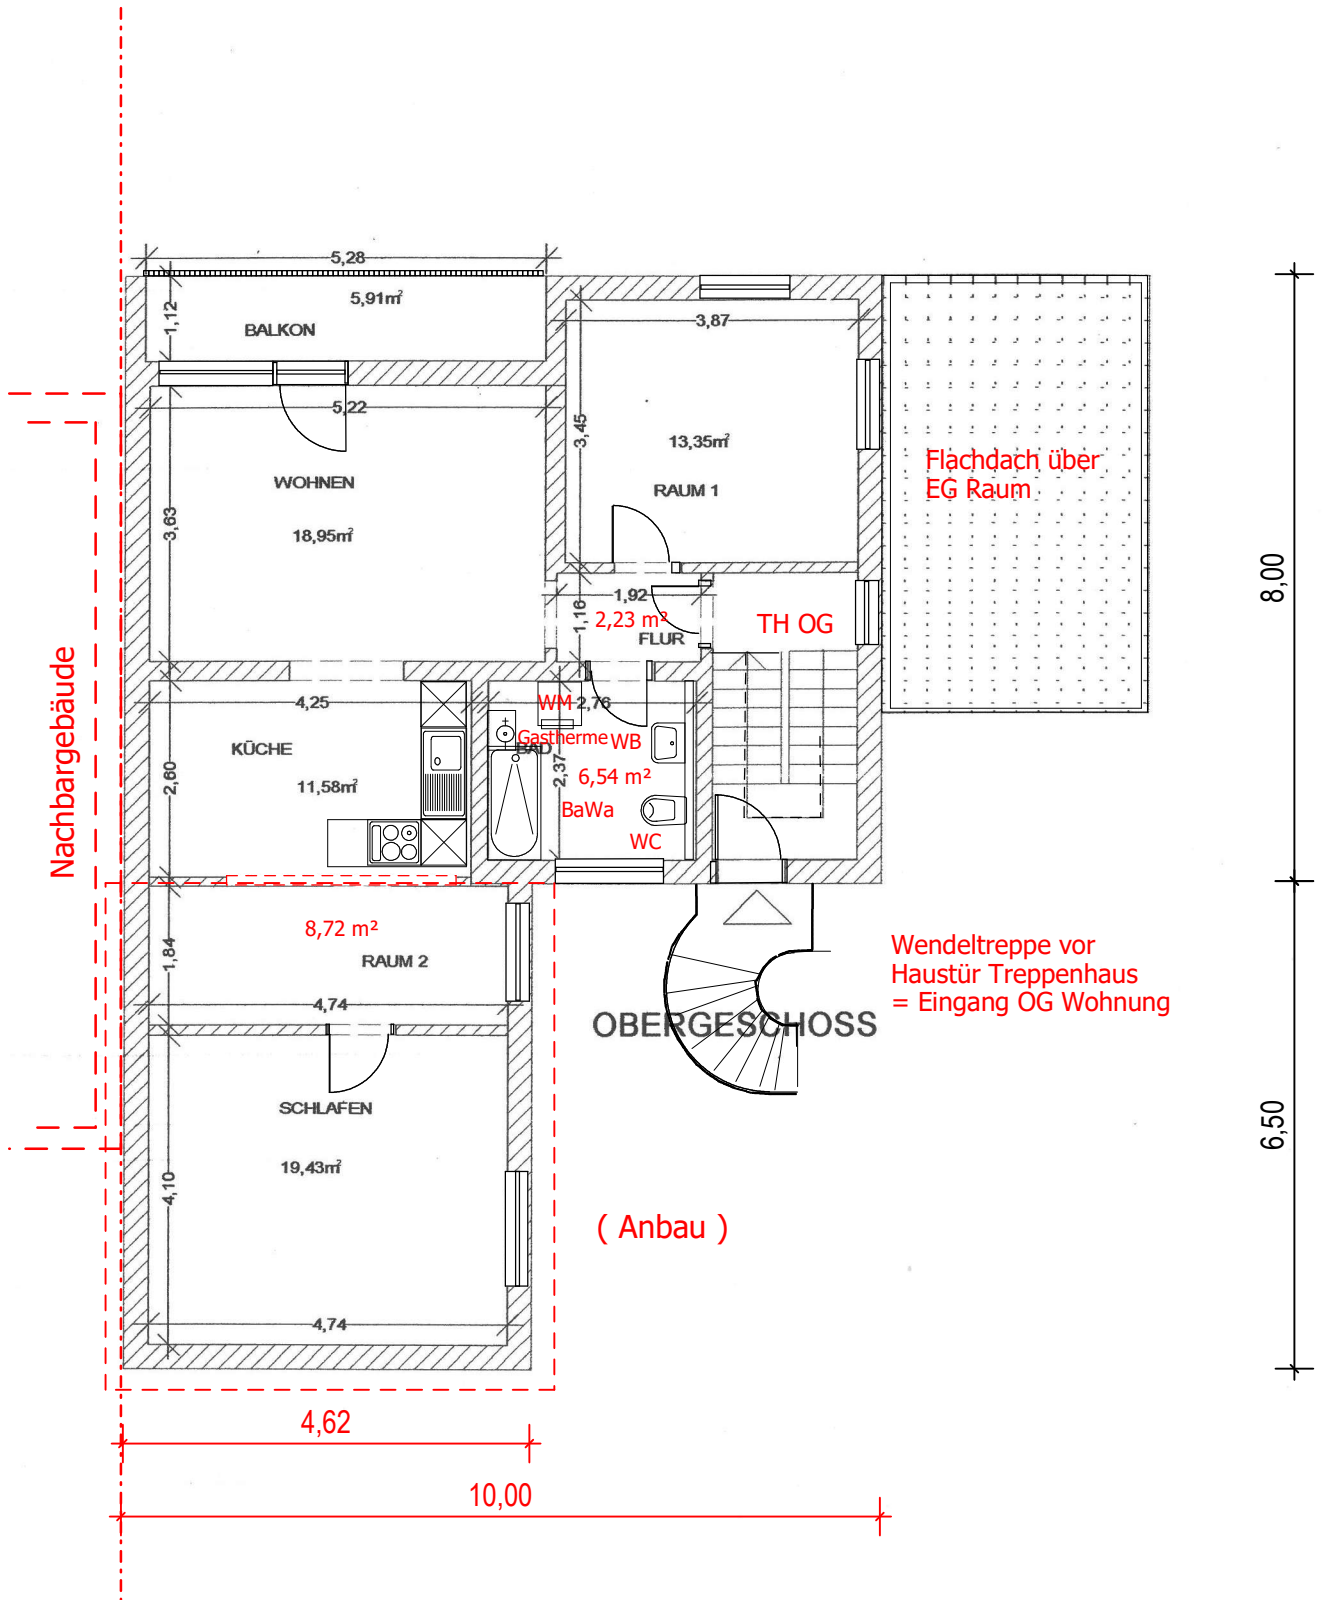 5,28
5,91m²
1,12
BALKON
3,87
5,22
3,45
13,35m²
WOHNEN
RAUM 1
18,95m²
3,63
Flachdach über
EG Raum
8,00
1,92
1,16
2,23 m²
FLUR
TH OG
Nachbargebäude
4,25
WM
2,76
Gastherme
WB
BAD
KÜCHE
6,54 m²
2,60
11,58m²
2,37
BaWa
WC
8,72 m²
RAUM 2
1,84
4,74
Wendeltreppe vor
Haustür Treppenhaus
= Eingang OG Wohnung
OBERGESCHOSS
SCHLAFEN
19,43m²
4,10
6,50
( Anbau )
4,74
4,62
10,00